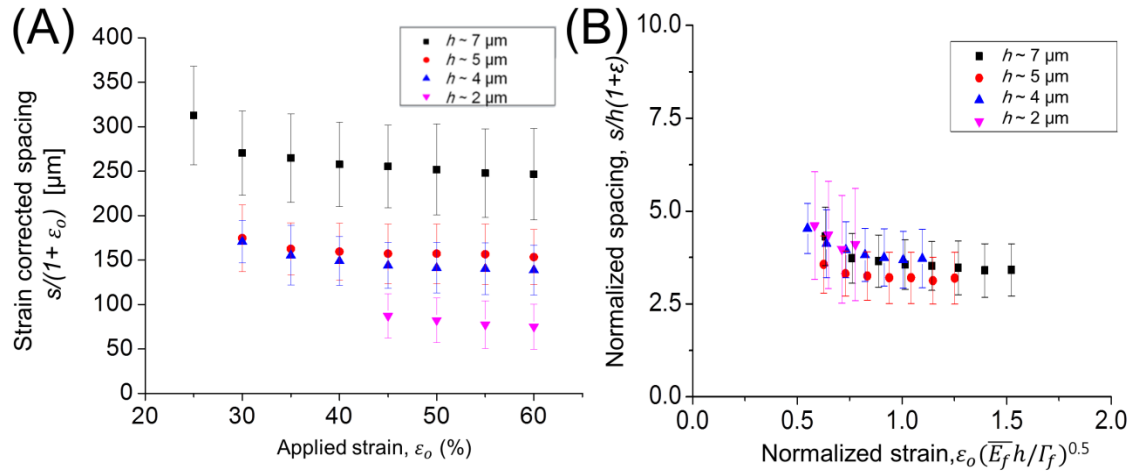 (A)
Strain corrected spacing
s/(1+ εₒ) [µm]
400
350
300
250
200
150
100
50
0
20
30
40
50
60
Applied strain, εₒ (%)
h ~ 7 µm
h ~ 5 µm
h ~ 4 µm
h ~ 2 µm
(B)
Normalized spacing, s/h(1+ε)
10.0
7.5
5.0
2.5
0.0
0.0
0.5
1.0
1.5
2.0
Normalized strain,εₒ(E̅_f h/Γ_f)^0.5
h ~ 7 µm
h ~ 5 µm
h ~ 4 µm
h ~ 2 µm